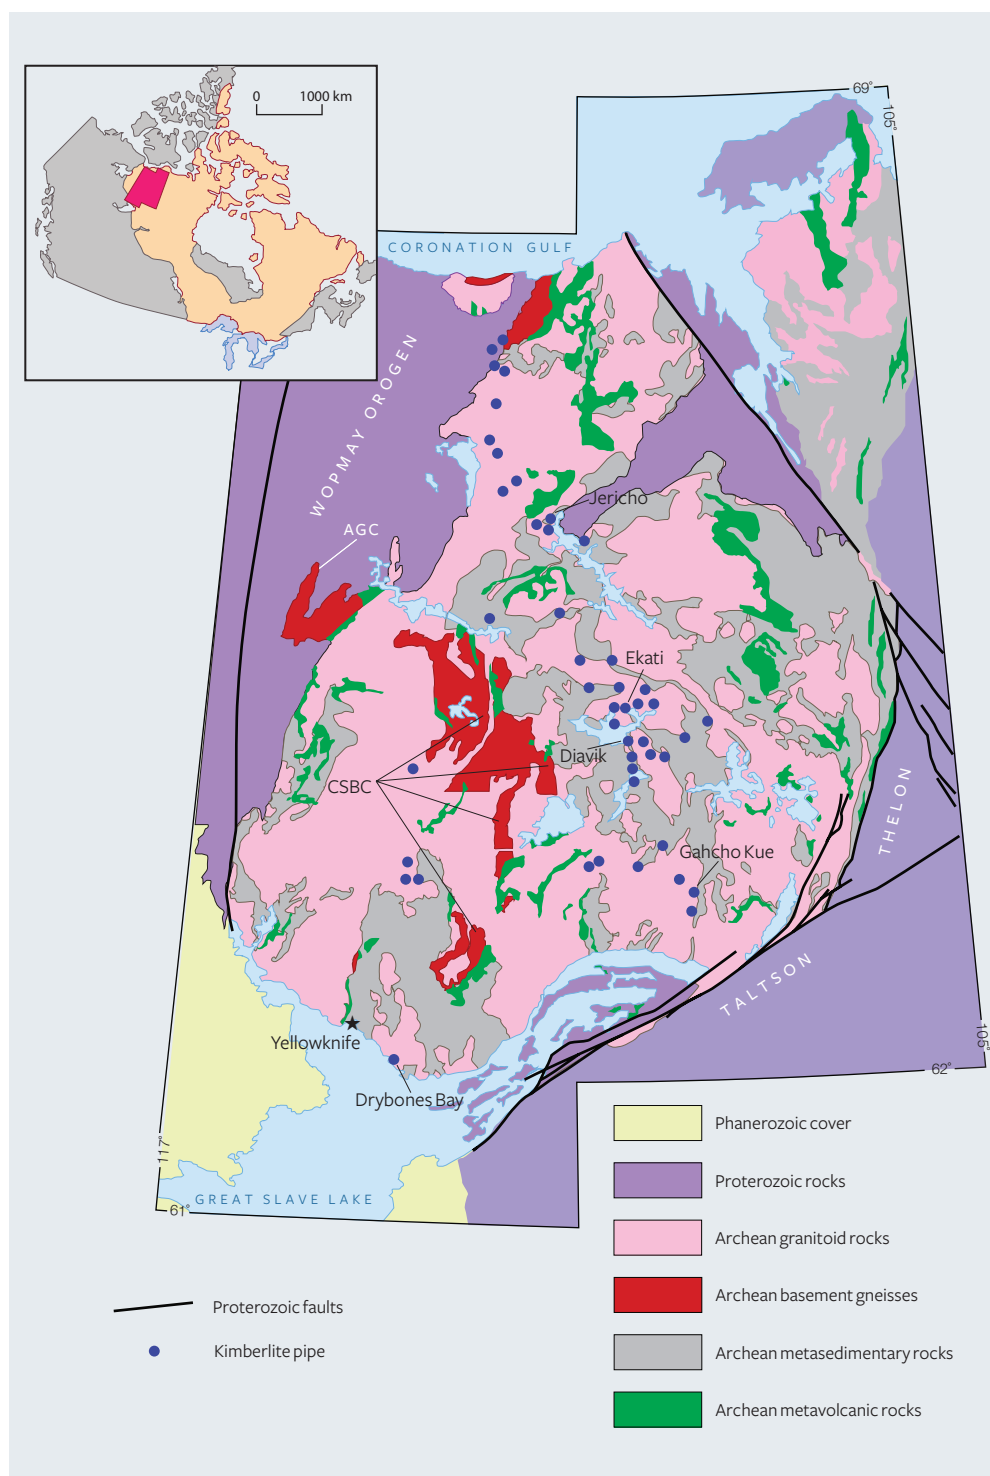 0 1000 km
69°
105°
CORONATION GULF
WOPMAY OROGEN
Jericho
AGC
Ekati
Diavik
CSBC
THELON
Gahcho Kue
TALTSON
Yellowknife
105°
62°
Drybones Bay
117°
GREAT SLAVE LAKE
61°
Phanerozoic cover
Proterozoic rocks
Archean granitoid rocks
Archean basement gneisses
Archean metasedimentary rocks
Archean metavolcanic rocks
Proterozoic faults
Kimberlite pipe